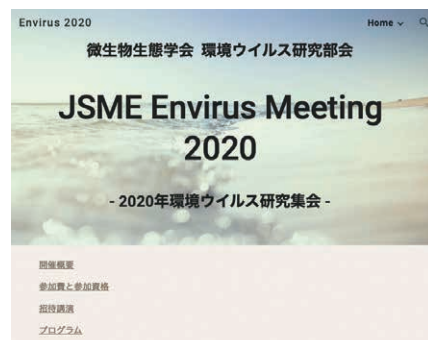 Envirus 2020
Home
微生物生態学会 環境ウイルス研究部会
JSME Envirus Meeting
2020
- 2020年環境ウイルス研究集会 -
開催概要
参加費と参加資格
招待講演
プログラム